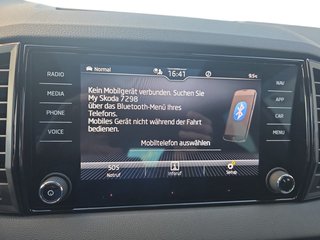 RADIO
MEDIA
PHONE
VOICE
Normal
16:41
Kein Mobilgerät verbunden. Suchen Sie
My Skoda 7298
über das Bluetooth-Menü Ihres
Telefons.
Mobiles Gerät nicht während der Fahrt
bedienen.
Mobiltelefon auswählen
SOS
Notruf
Inforuf
Setup
NAV
APP
CAR
MENU